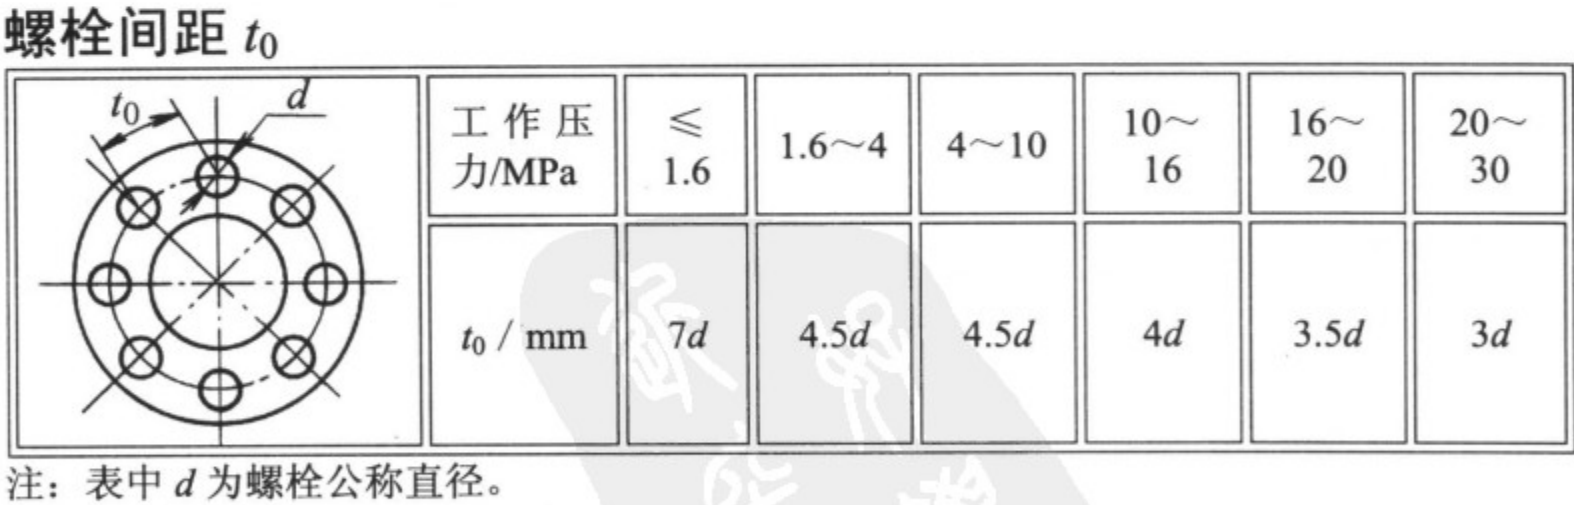 螺栓间距 t₀
t₀
d
工作压力/MPa
≤1.6
1.6～4
4～10
10～16
16～20
20～30
t₀ / mm
7d
4.5d
4.5d
4d
3.5d
3d
注：表中 d 为螺栓公称直径。